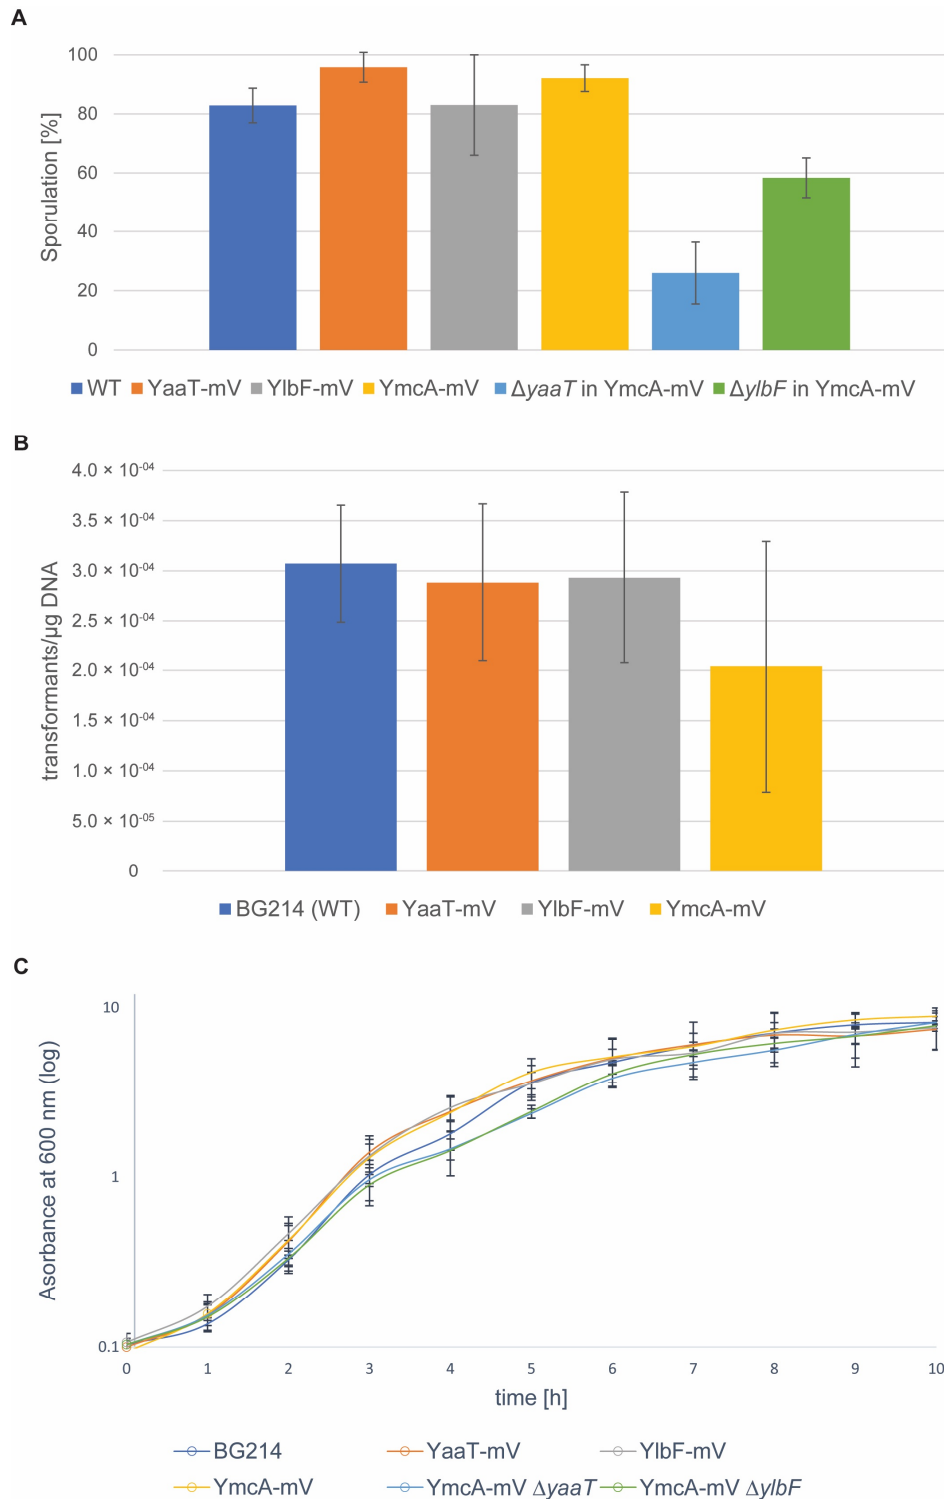 A
100
80
60
40
20
0
Sporulation [%]
WT YaaT-mV YlbF-mV YmcA-mV ΔyaaT in YmcA-mV ΔylbF in YmcA-mV
B
4.0 × 10⁻⁰⁴
3.5 × 10⁻⁰⁴
3.0 × 10⁻⁰⁴
2.5 × 10⁻⁰⁴
2.0 × 10⁻⁰⁴
1.5 × 10⁻⁰⁴
1.0 × 10⁻⁰⁴
5.0 × 10⁻⁰⁵
0
transformants/µg DNA
BG214 (WT) YaaT-mV YlbF-mV YmcA-mV
C
10
1
0.1
Asorbance at 600 nm (log)
0 1 2 3 4 5 6 7 8 9 10
time [h]
BG214 YaaT-mV YlbF-mV
YmcA-mV YmcA-mV ΔyaaT YmcA-mV ΔylbF